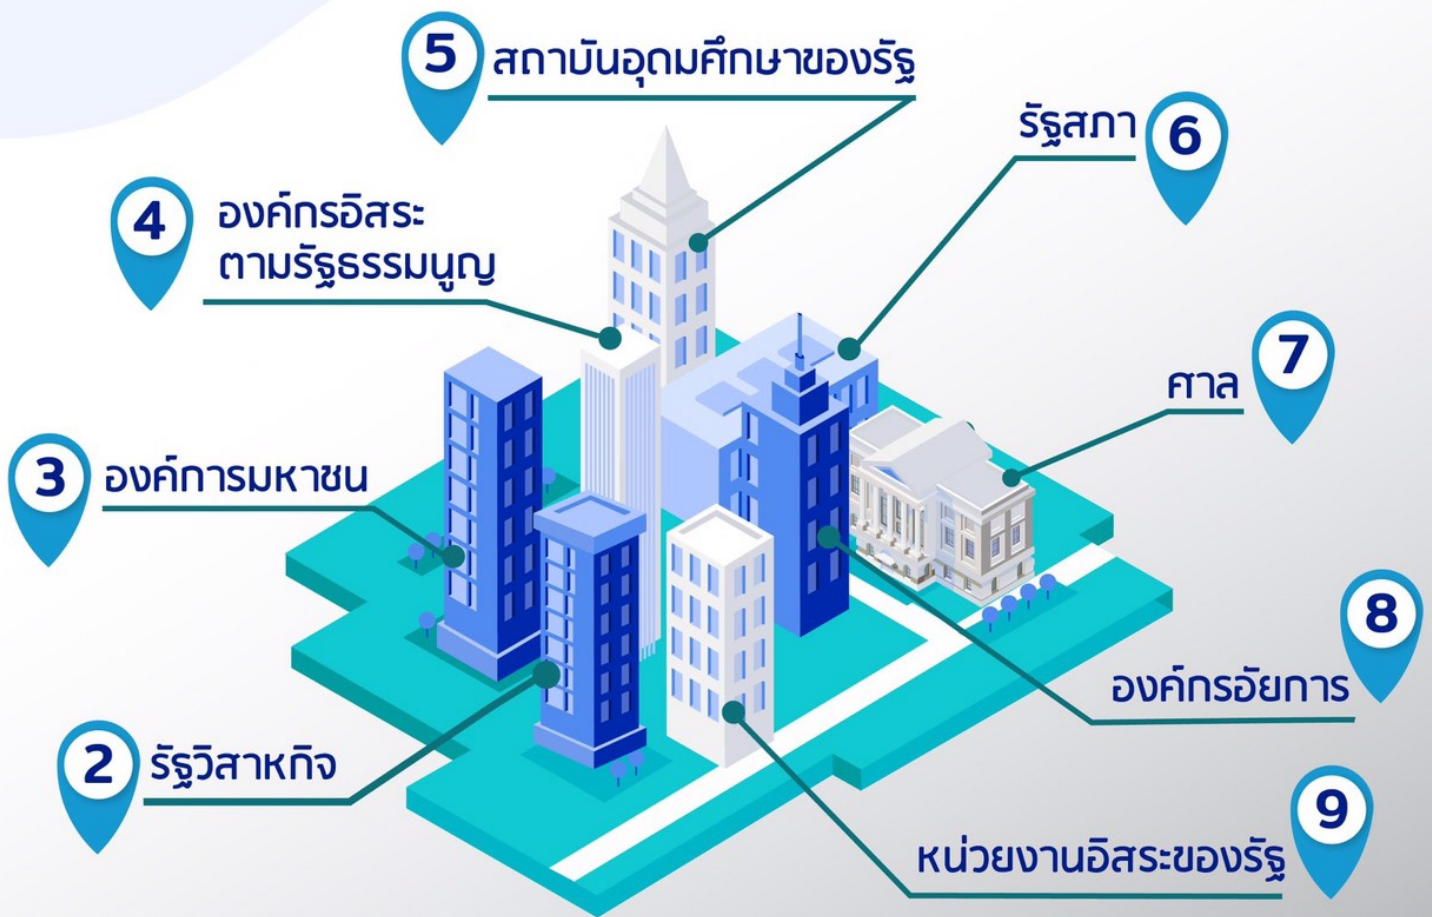 5
สถาบันอุดมศึกษาของรัฐ
6
รัฐสภา
4
องค์กรอิสระ
ตามรัฐธรรมนูญ
7
ศาล
3
องค์การมหาชน
8
องค์กรอัยการ
2
รัฐวิสาหกิจ
9
หน่วยงานอิสระของรัฐ